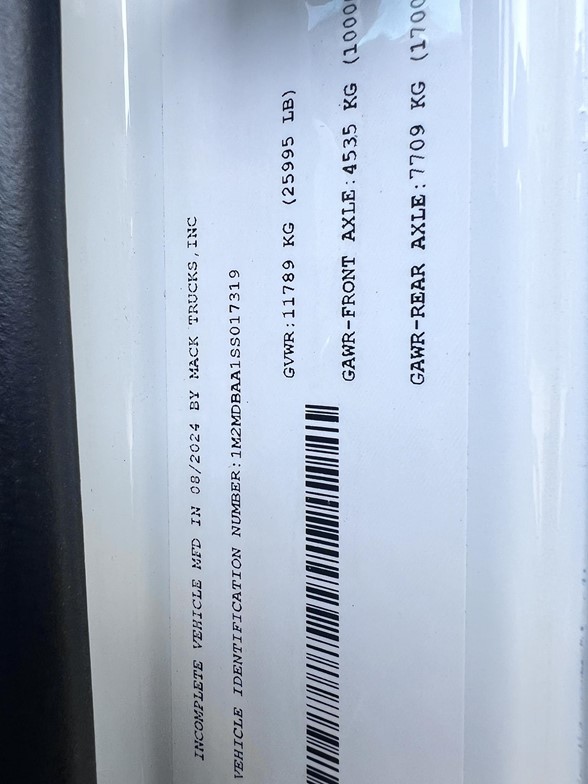 INCOMPLETE VEHICLE MFD IN 08/2024 BY MACK TRUCKS,INC
VEHICLE IDENTIFICATION NUMBER:1M2MDBAA1SS017319
GVWR:11789 KG (25995 LB)
GAWR-FRONT AXLE:4535 KG (1000
GAWR-REAR AXLE:7709 KG (1700